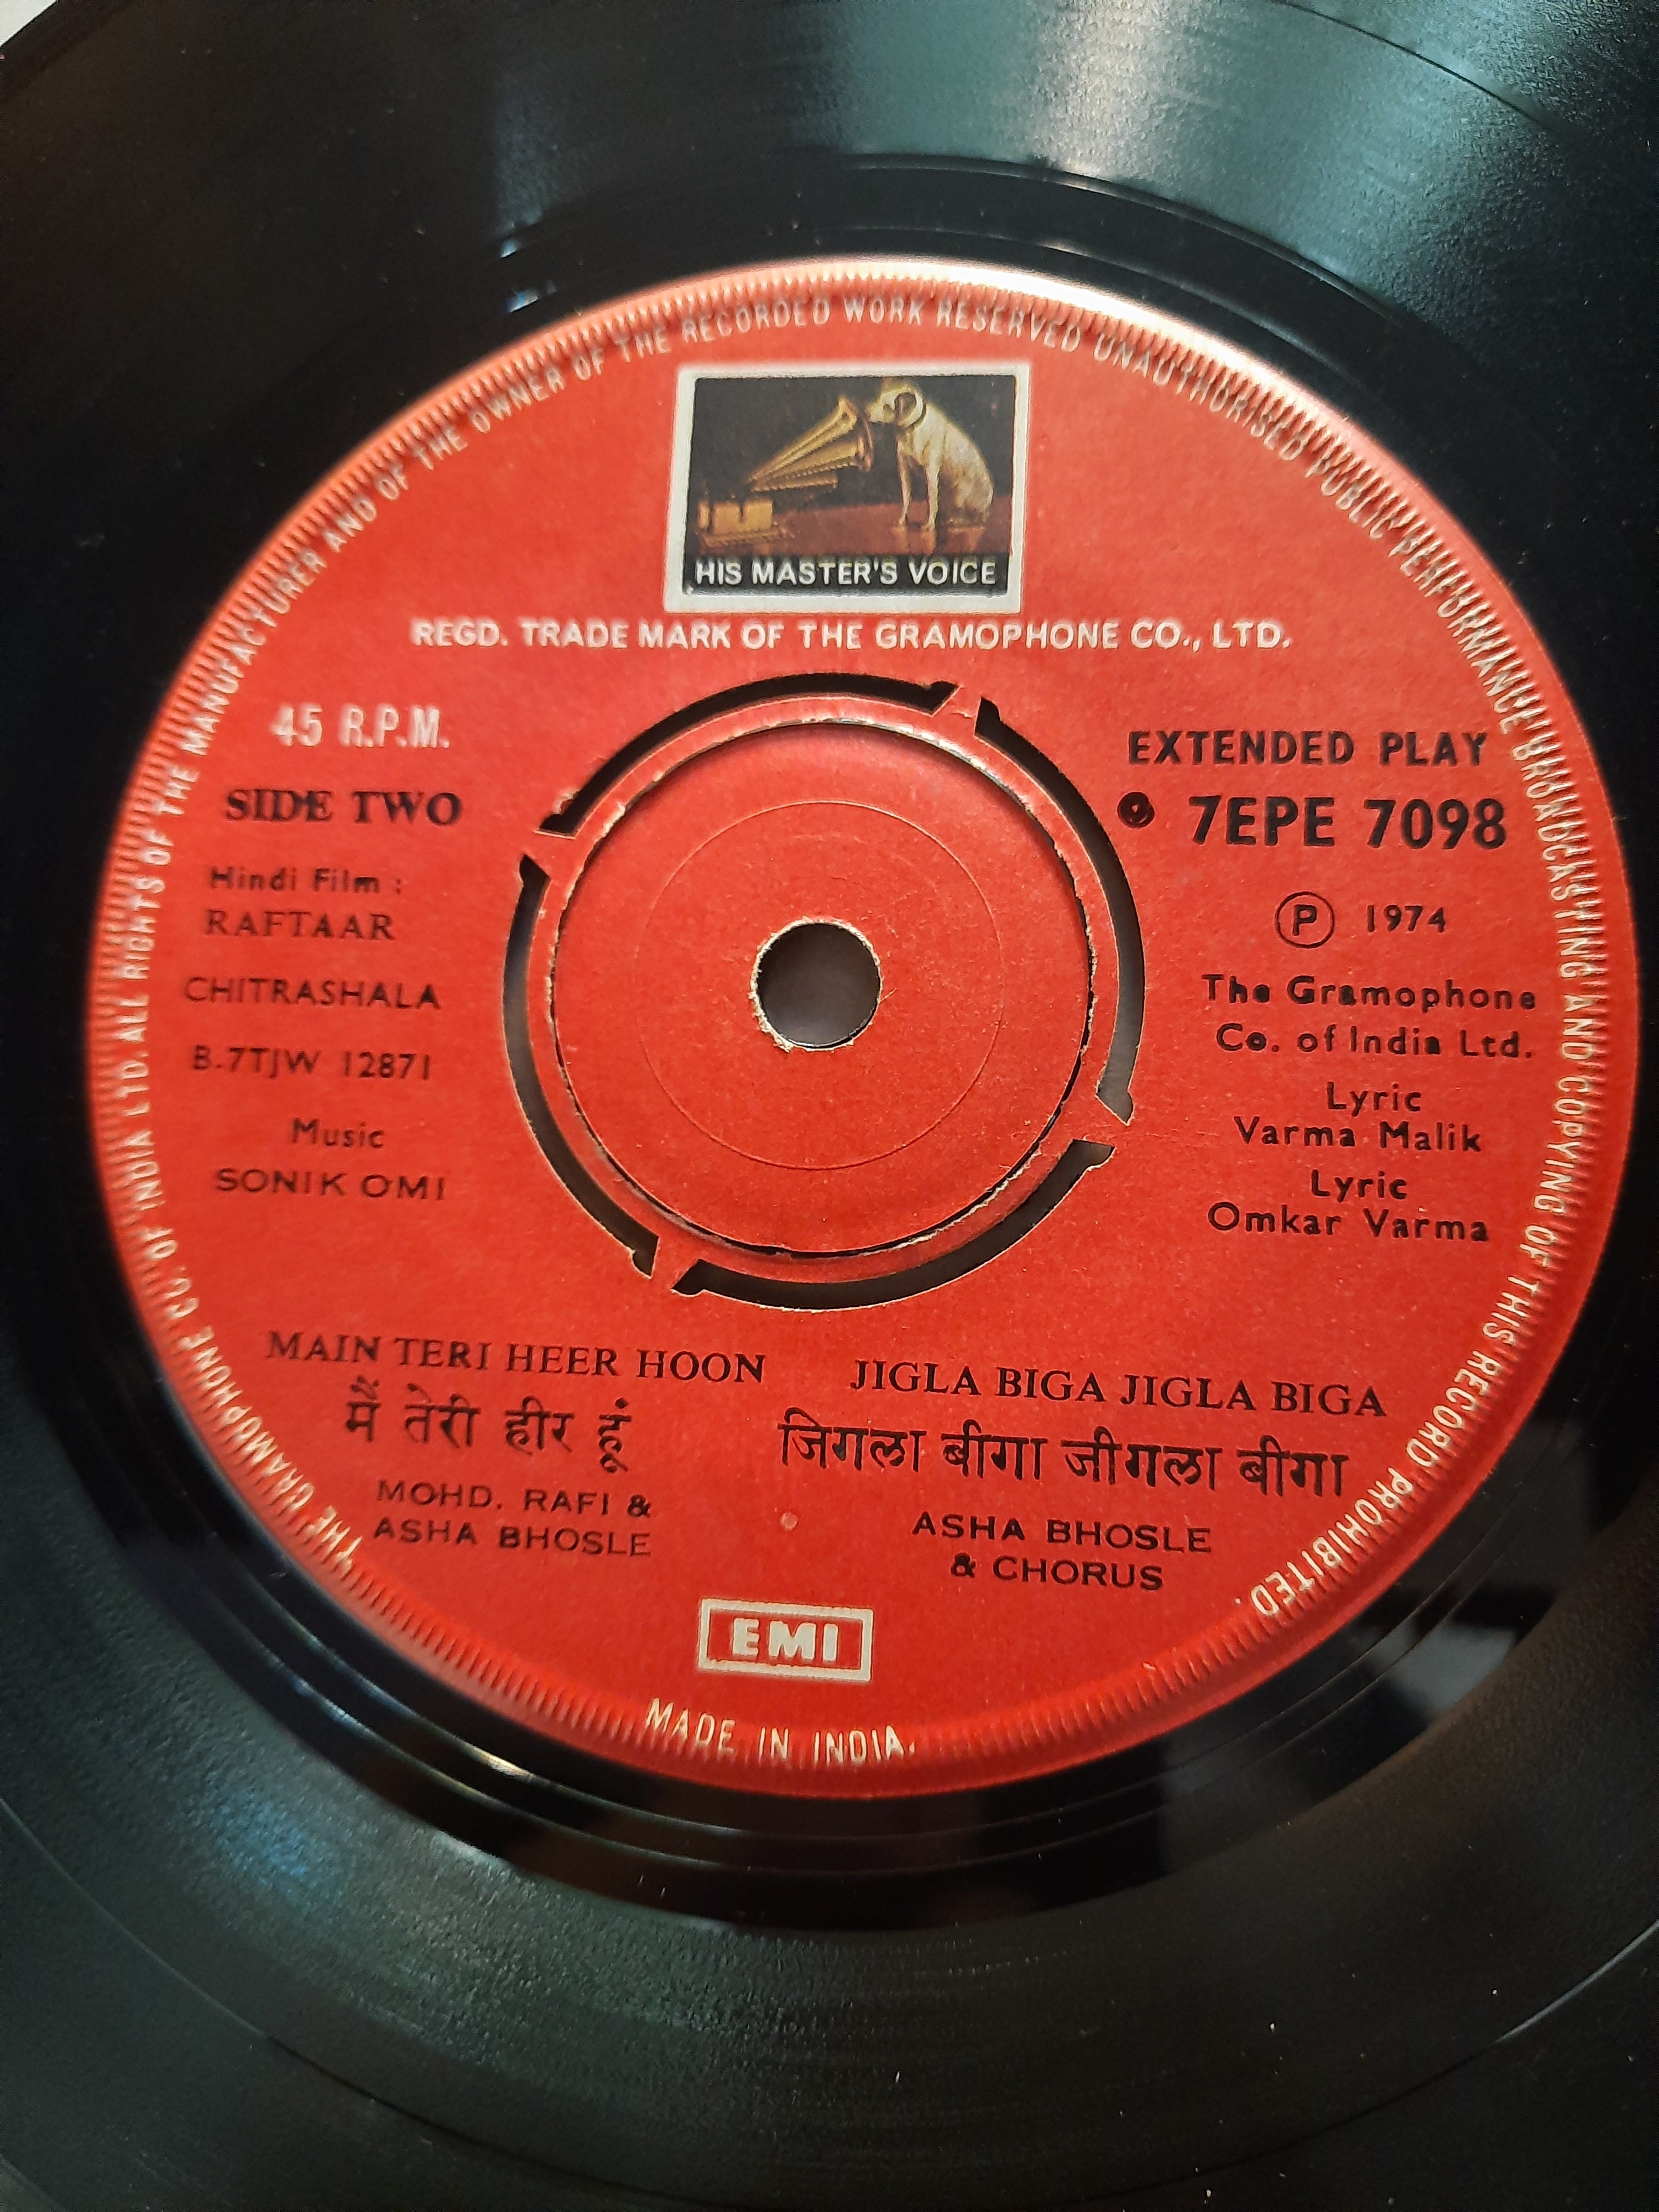 THE GRAMOPHONE CO. OF INDIA LTD. ALL RIGHTS OF THE MANUFACTURER AND OF THE OWNER OF THE RECORDED WORK RESERVED UNAUTHORISED PUBLIC PERFORMANCE BROADCASTING AND COPYING OF THIS RECORD PROHIBITED.
HIS MASTER'S VOICE
REGD. TRADE MARK OF THE GRAMOPHONE CO., LTD.
45 R.P.M.
SIDE TWO
Hindi Film :
RAFTAAR
CHITRASHALA
B.7TJW 12871
Music
SONIK OMI
EXTENDED PLAY
7EPE 7098
Ⓟ 1974
The Gramophone
Co. of India Ltd.
Lyric
Varma Malik
Lyric
Omkar Varma
MAIN TERI HEER HOON
मैं तेरी हीर हूं
MOHD. RAFI &
ASHA BHOSLE
JIGLA BIGA JIGLA BIGA
जिगला बीगा जीगला बीगा
ASHA BHOSLE
& CHORUS
EMI
MADE IN INDIA.